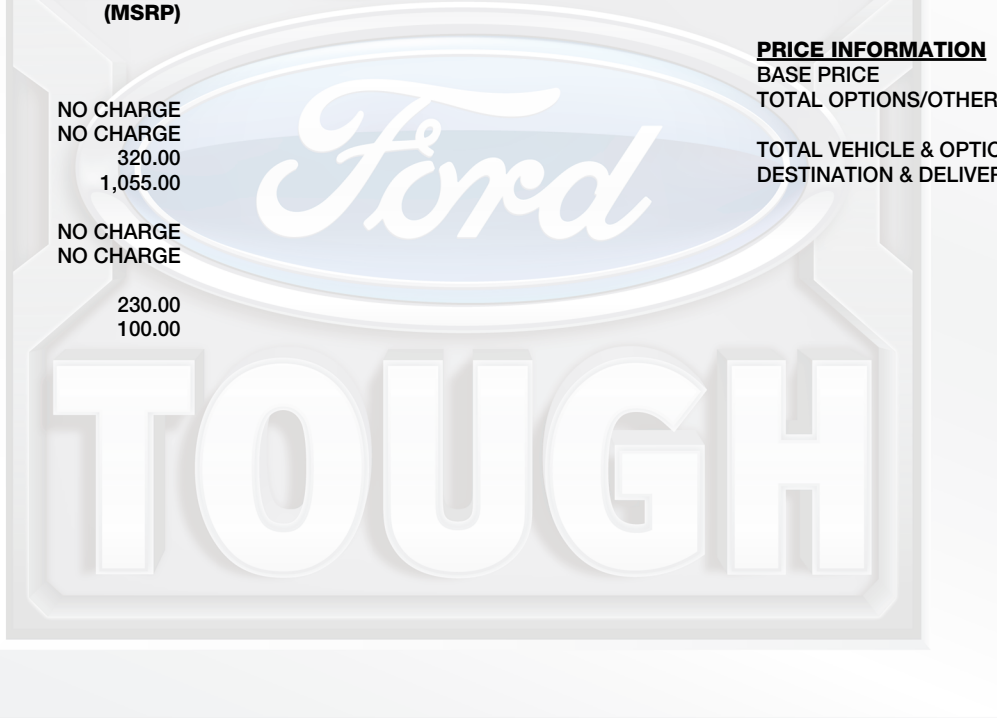 (MSRP)
NO CHARGE
NO CHARGE
320.00
1,055.00
NO CHARGE
NO CHARGE
230.00
100.00
PRICE INFORMATION
BASE PRICE
TOTAL OPTIONS/OTHER
TOTAL VEHICLE & OPTIO
DESTINATION & DELIVER
Ford
TOUGH